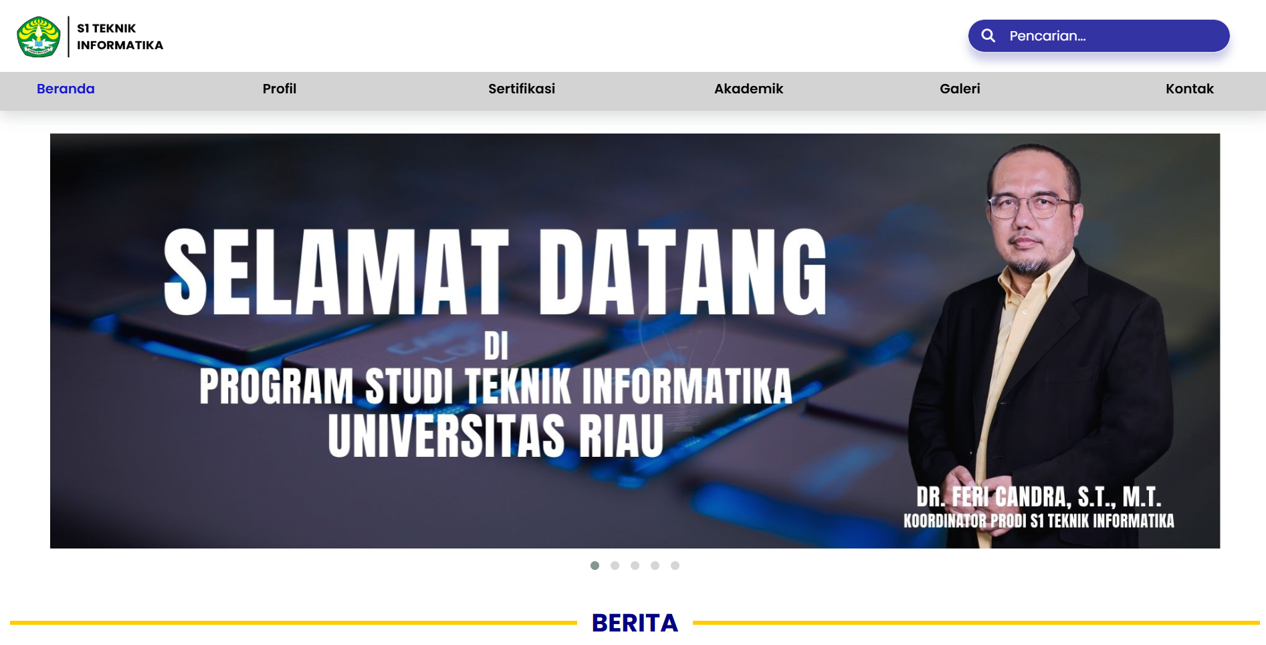 S1 TEKNIK
INFORMATIKA
Pencarian...
Beranda
Profil
Sertifikasi
Akademik
Galeri
Kontak
SELAMAT DATANG
DI
PROGRAM STUDI TEKNIK INFORMATIKA
UNIVERSITAS RIAU
DR. FERI CANDRA, S.T., M.T.
KOORDINATOR PRODI S1 TEKNIK INFORMATIKA
BERITA